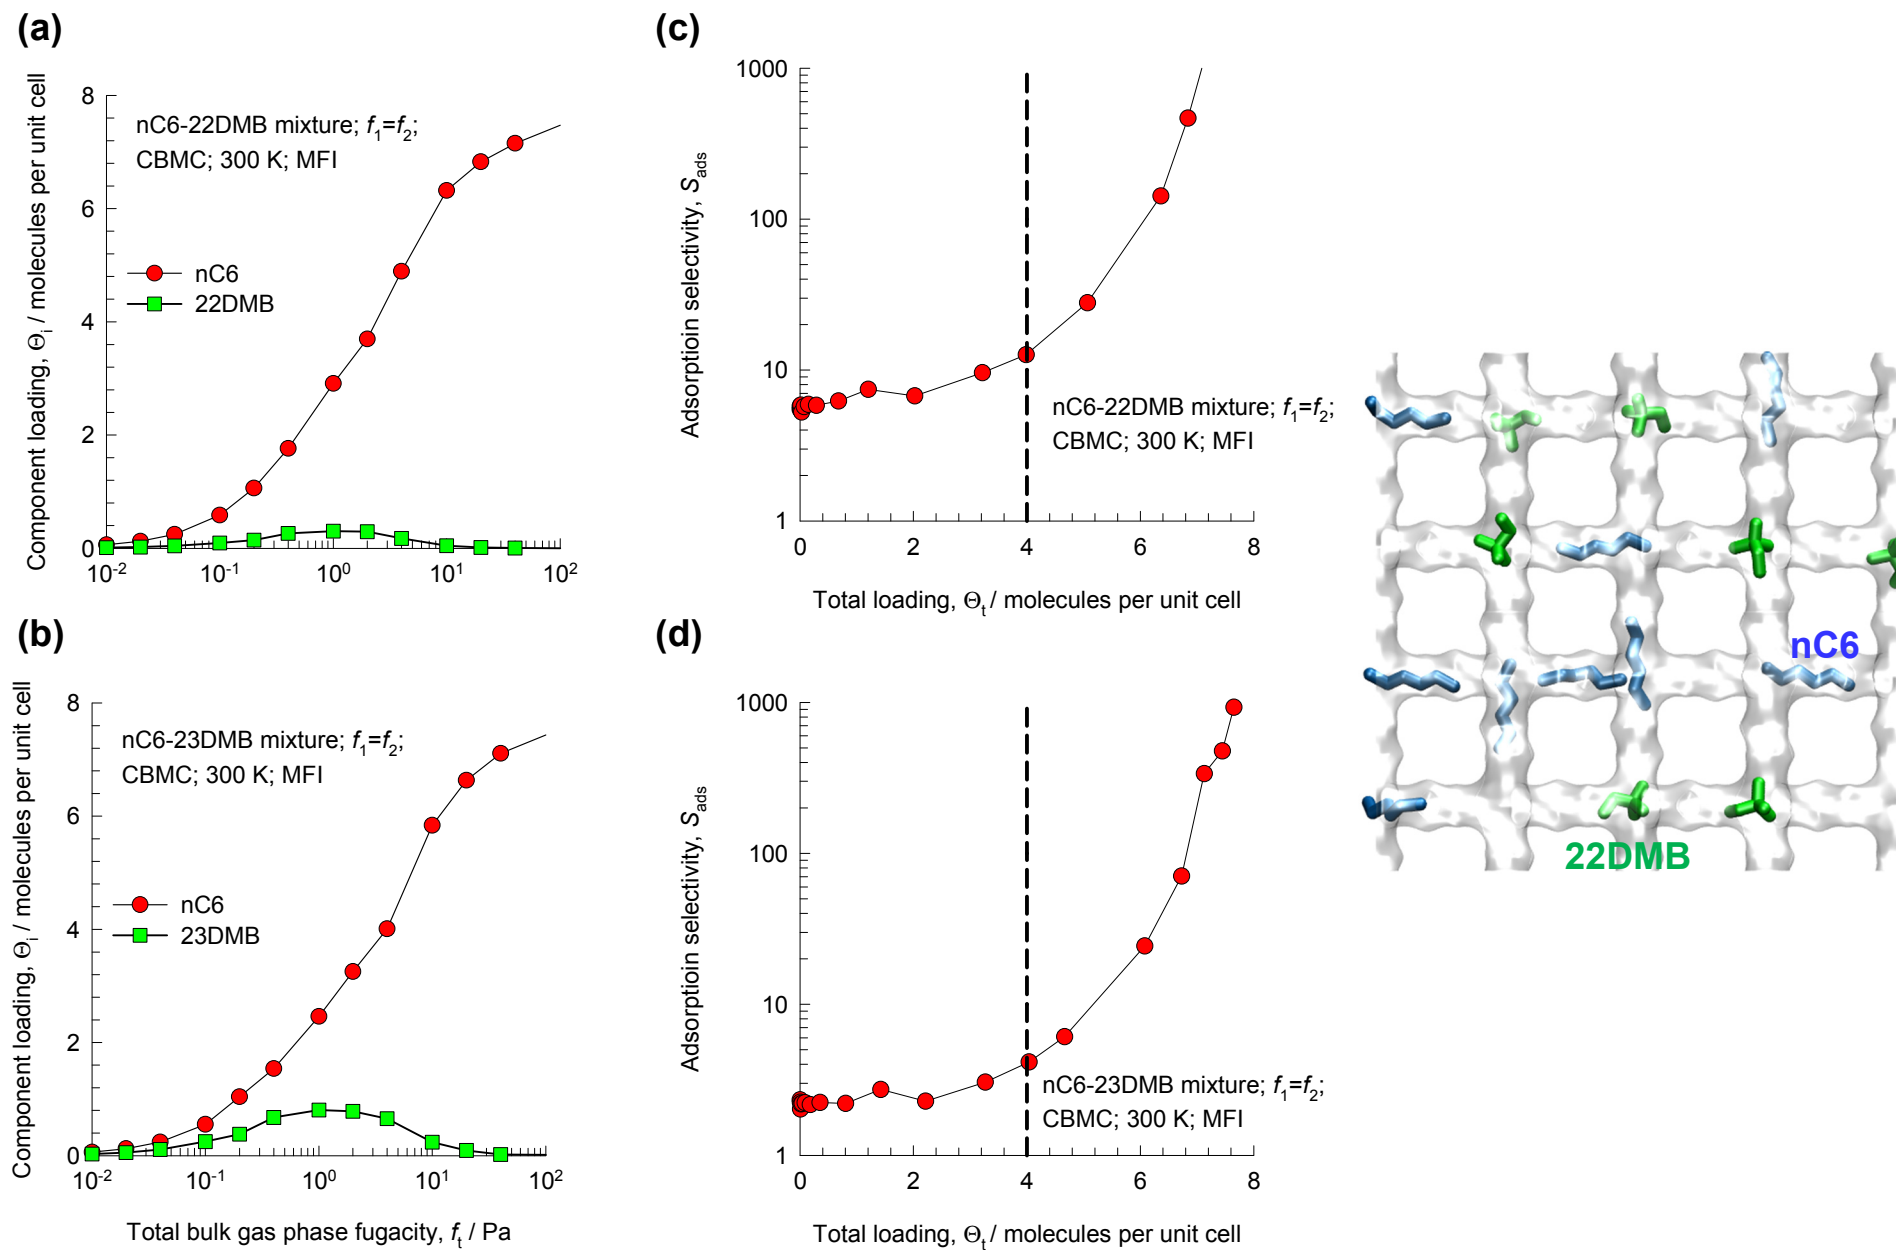 (a)
Component loading, Θi / molecules per unit cell
8
6
4
2
0
nC6-22DMB mixture; f1=f2;
CBMC; 300 K; MFI
nC6
22DMB
10-2
10-1
100
101
102
(c)
Adsorptioin selectivity, Sads
1000
100
10
1
nC6-22DMB mixture; f1=f2;
CBMC; 300 K; MFI
0
2
4
6
8
Total loading, Θt / molecules per unit cell
(b)
Component loading, Θi / molecules per unit cell
8
6
4
2
0
nC6-23DMB mixture; f1=f2;
CBMC; 300 K; MFI
nC6
23DMB
10-2
10-1
100
101
102
Total bulk gas phase fugacity, ft / Pa
(d)
Adsorptioin selectivity, Sads
1000
100
10
1
nC6-23DMB mixture; f1=f2;
CBMC; 300 K; MFI
0
2
4
6
8
Total loading, Θt / molecules per unit cell
nC6
22DMB